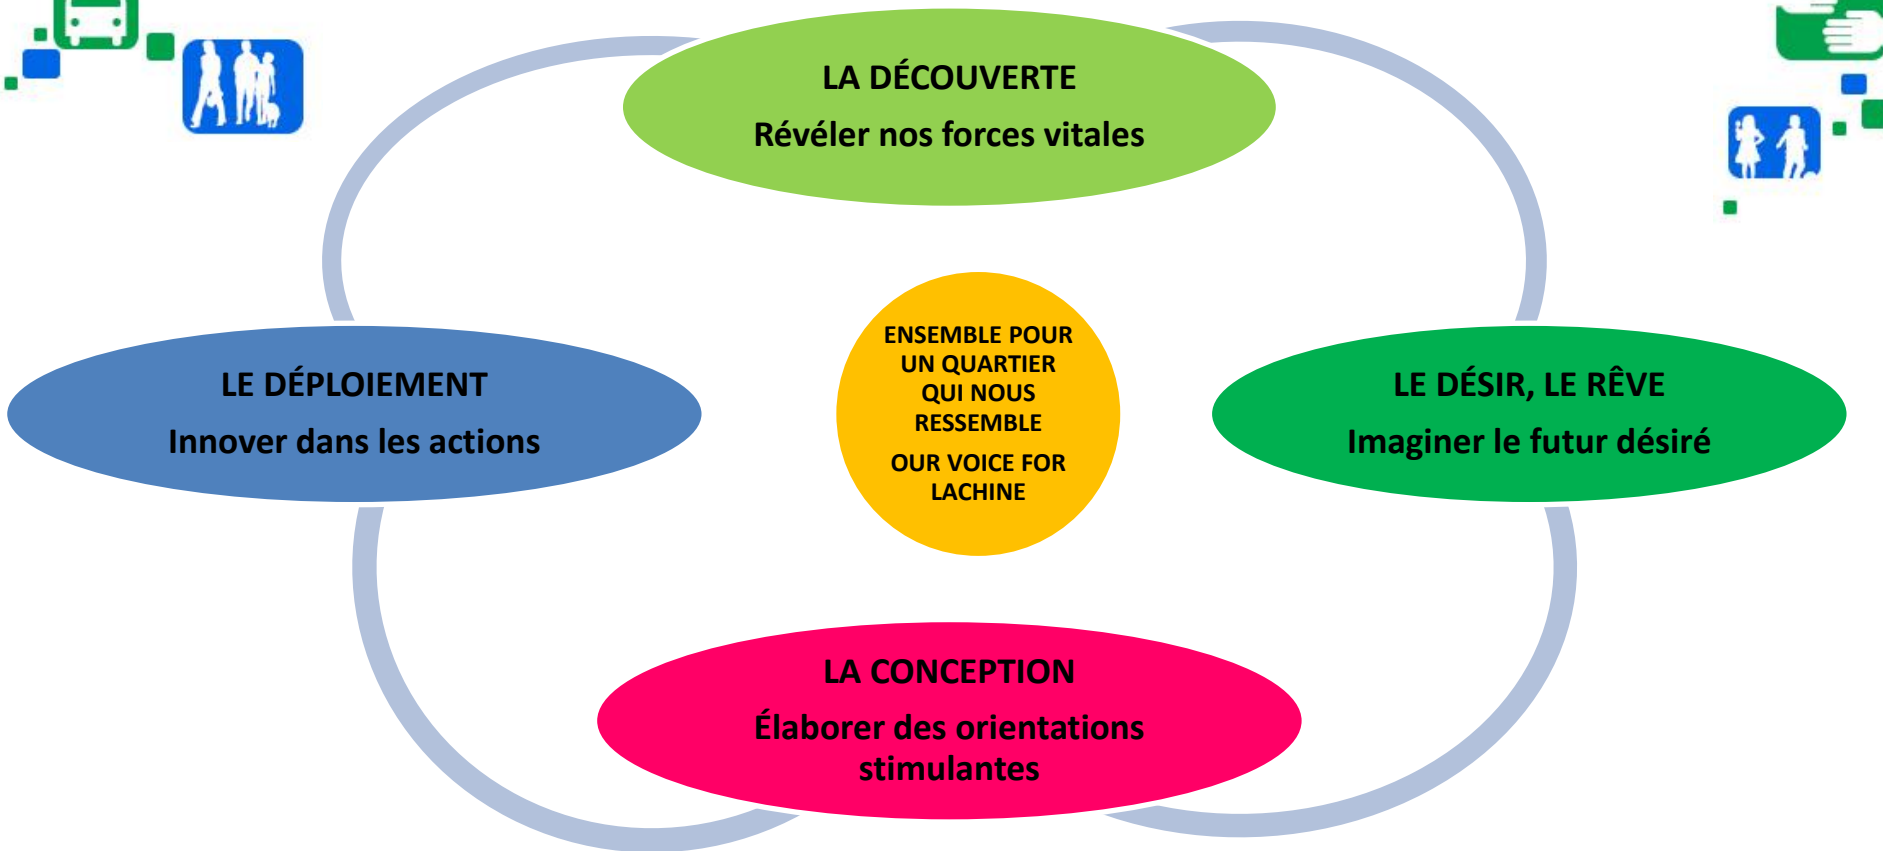 LA DÉCOUVERTE
Révéler nos forces vitales
LE DÉPLOIEMENT
Innover dans les actions
ENSEMBLE POUR
UN QUARTIER
QUI NOUS
RESSEMBLE
OUR VOICE FOR
LACHINE
LE DÉSIR, LE RÊVE
Imaginer le futur désiré
LA CONCEPTION
Élaborer des orientations
stimulantes